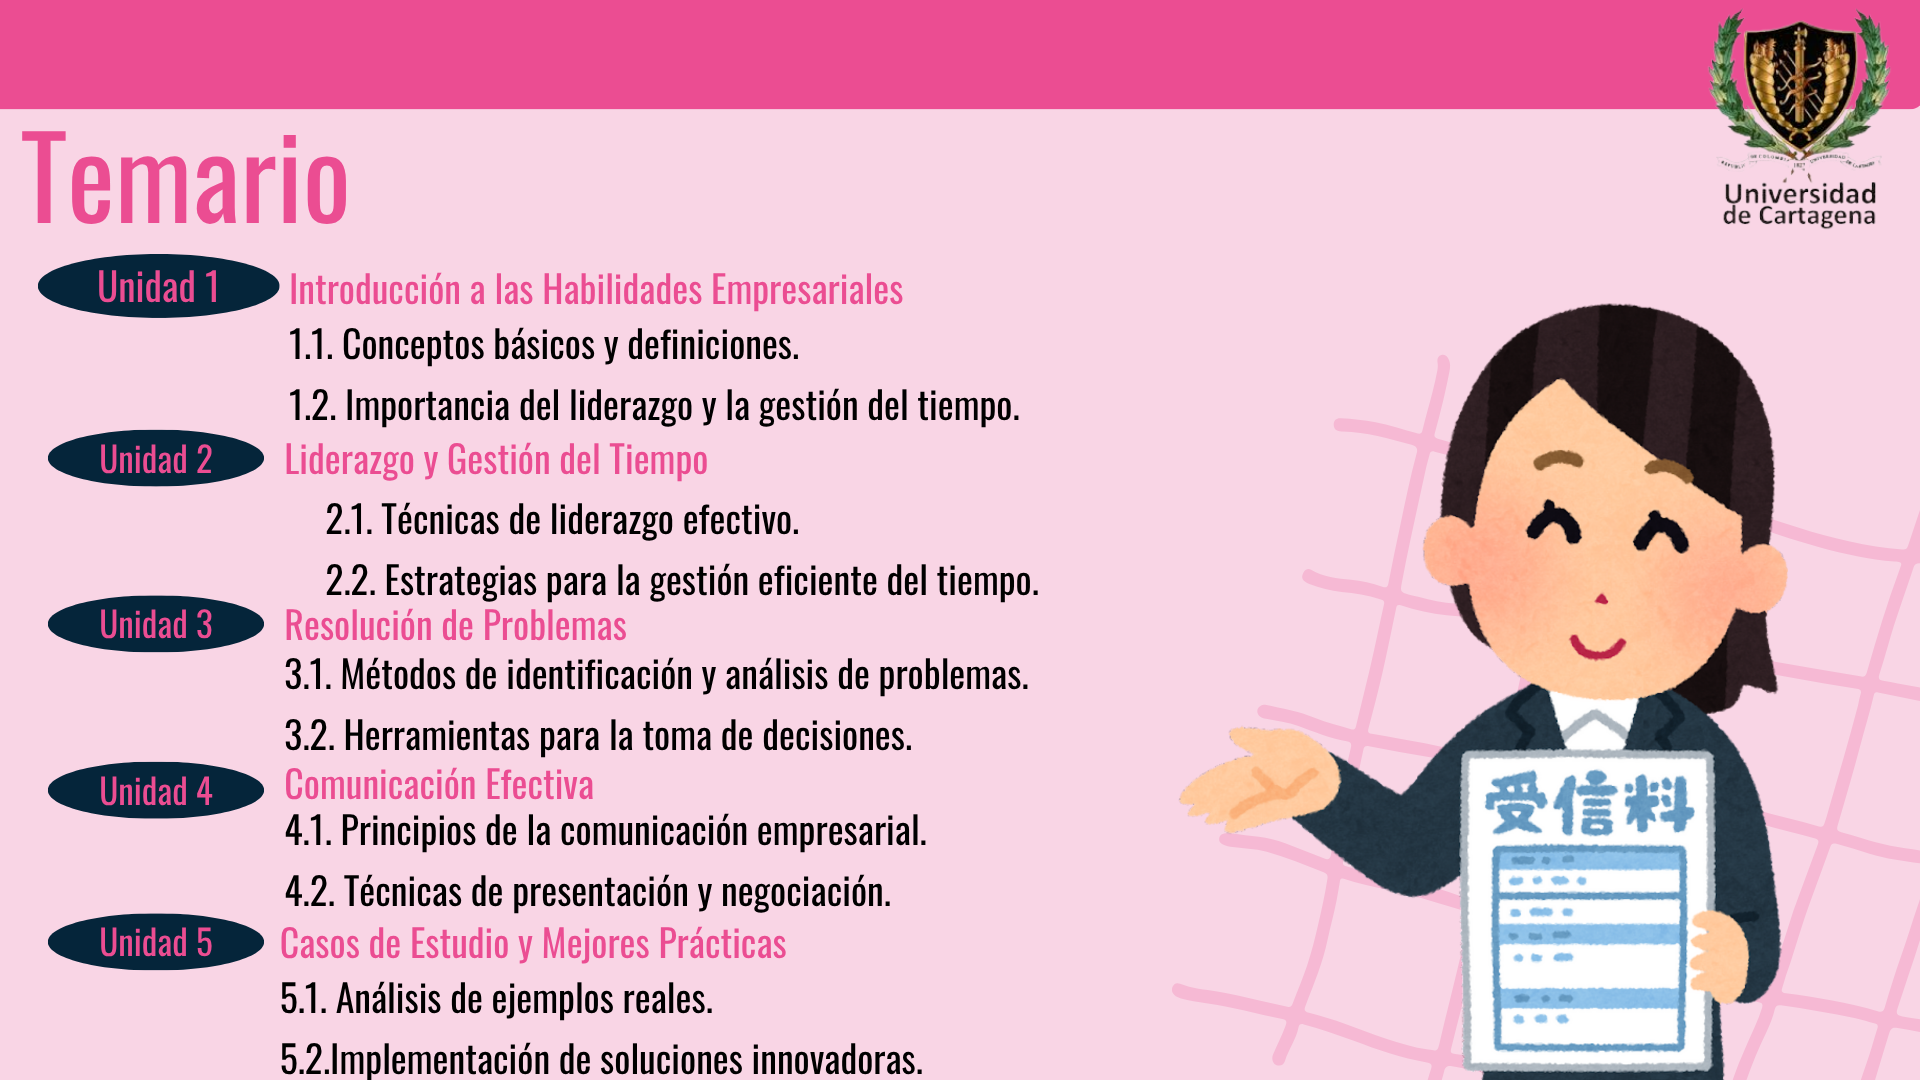 Universidad
de Cartagena
Temario
Unidad 1
Introducción a las Habilidades Empresariales
1.1. Conceptos básicos y definiciones.
1.2. Importancia del liderazgo y la gestión del tiempo.
Unidad 2
Liderazgo y Gestión del Tiempo
2.1. Técnicas de liderazgo efectivo.
2.2. Estrategias para la gestión eficiente del tiempo.
Unidad 3
Resolución de Problemas
3.1. Métodos de identificación y análisis de problemas.
3.2. Herramientas para la toma de decisiones.
Unidad 4
Comunicación Efectiva
4.1. Principios de la comunicación empresarial.
4.2. Técnicas de presentación y negociación.
Unidad 5
Casos de Estudio y Mejores Prácticas
5.1. Análisis de ejemplos reales.
5.2.Implementación de soluciones innovadoras.
受信料